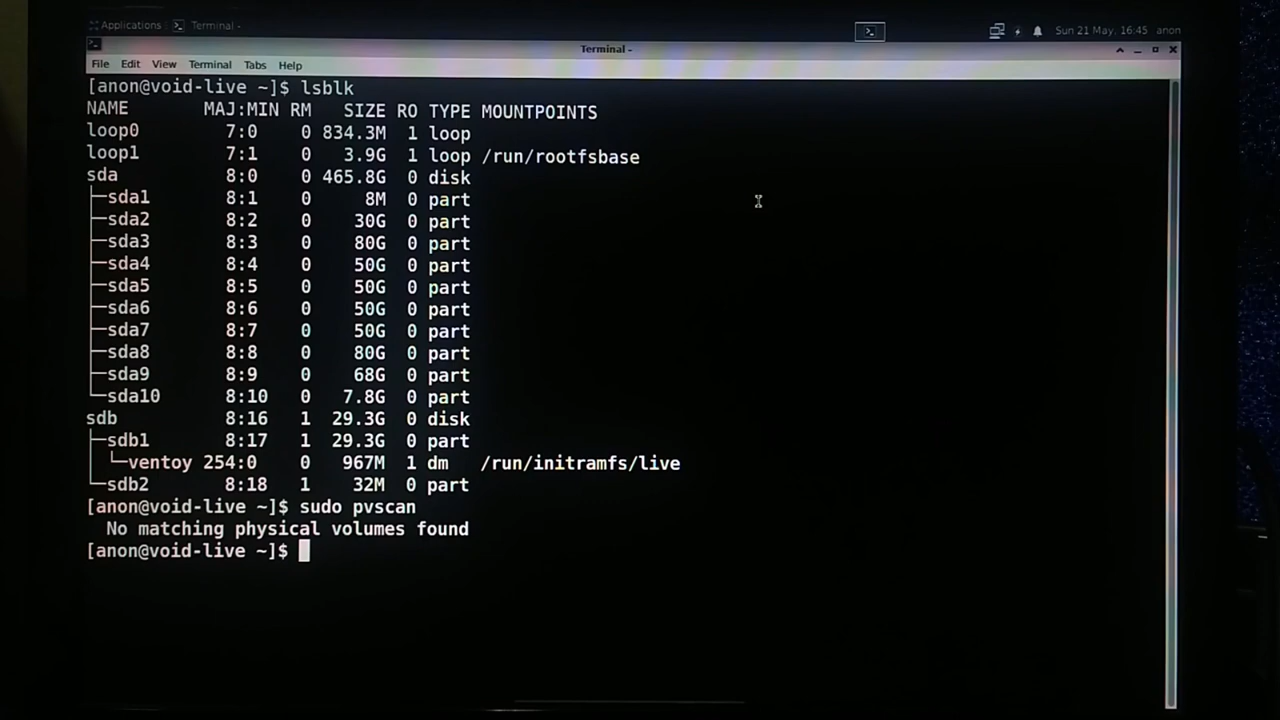 Applications Terminal - Sun 21 May, 16:45 anon
Terminal -
File Edit View Terminal Tabs Help
[anon@void-live ~]$ lsblk
NAME MAJ:MIN RM SIZE RO TYPE MOUNTPOINTS
loop0 7:0 0 834.3M 1 loop
loop1 7:1 0 3.9G 1 loop /run/rootfsbase
sda 8:0 0 465.8G 0 disk
├─sda1 8:1 0 8M 0 part
├─sda2 8:2 0 30G 0 part
├─sda3 8:3 0 80G 0 part
├─sda4 8:4 0 50G 0 part
├─sda5 8:5 0 50G 0 part
├─sda6 8:6 0 50G 0 part
├─sda7 8:7 0 50G 0 part
├─sda8 8:8 0 80G 0 part
├─sda9 8:9 0 68G 0 part
└─sda10 8:10 0 7.8G 0 part
sdb 8:16 1 29.3G 0 disk
├─sdb1 8:17 1 29.3G 0 part
│ └─ventoy 254:0 0 967M 1 dm /run/initramfs/live
└─sdb2 8:18 1 32M 0 part
[anon@void-live ~]$ sudo pvscan
No matching physical volumes found
[anon@void-live ~]$